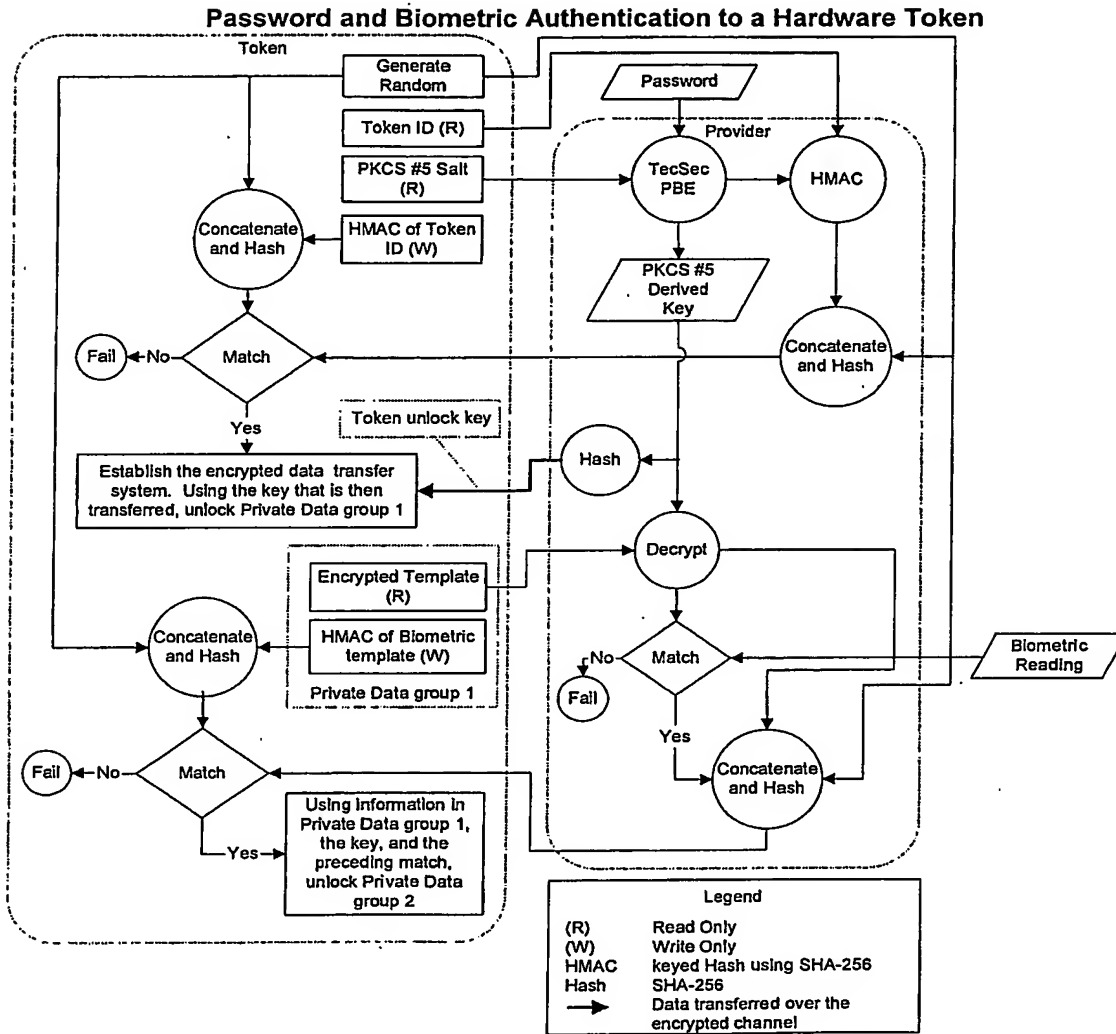 Password and Biometric Authentication to a Hardware Token
Token
Generate
Random
Password
Token ID (R)
Provider
PKCS #5 Salt
(R)
TecSec
PBE
HMAC
Concatenate
and Hash
HMAC of Token
ID (W)
PKCS #5
Derived
Key
Fail
No
Match
Concatenate
and Hash
Yes
Token unlock key
Hash
Establish the encrypted data transfer
system. Using the key that is then
transferred, unlock Private Data group 1
Decrypt
Encrypted Template
(R)
Concatenate
and Hash
HMAC of Biometric
template (W)
Private Data group 1
No
Match
Biometric
Reading
Fail
Yes
Fail
No
Match
Concatenate
and Hash
Yes
Using information in
Private Data group 1,
the key, and the
preceding match,
unlock Private Data
group 2
Legend
(R) Read Only
(W) Write Only
HMAC keyed Hash using SHA-256
Hash SHA-256
Data transferred over the
encrypted channel